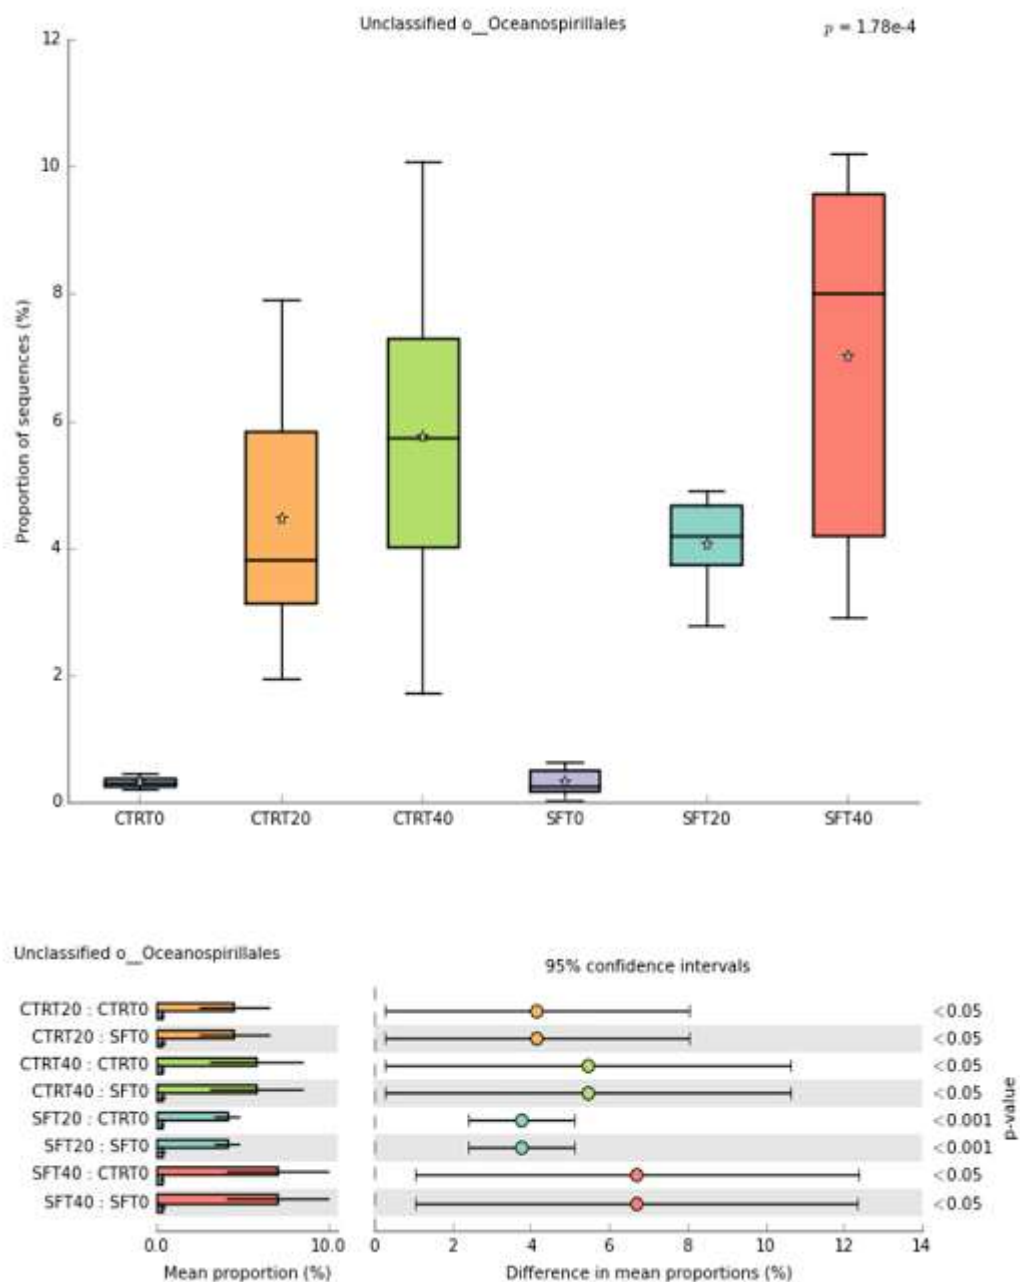 Unclassified o__Oceanospirillales
p = 1.78e-4
12
10
8
6
4
2
0
Proportion of sequences (%)
CTRT0 CTRT20 CTRT40 SFT0 SFT20 SFT40
Unclassified o__Oceanospirillales
95% confidence intervals
CTRT20 : CTRT0 <0.05
CTRT20 : SFT0 <0.05
CTRT40 : CTRT0 <0.05
CTRT40 : SFT0 <0.05
SFT20 : CTRT0 <0.001
SFT20 : SFT0 <0.001
SFT40 : CTRT0 <0.05
SFT40 : SFT0 <0.05
p-value
0.0 10.0 0 2 4 6 8 10 12 14
Mean proportion (%) Difference in mean proportions (%)